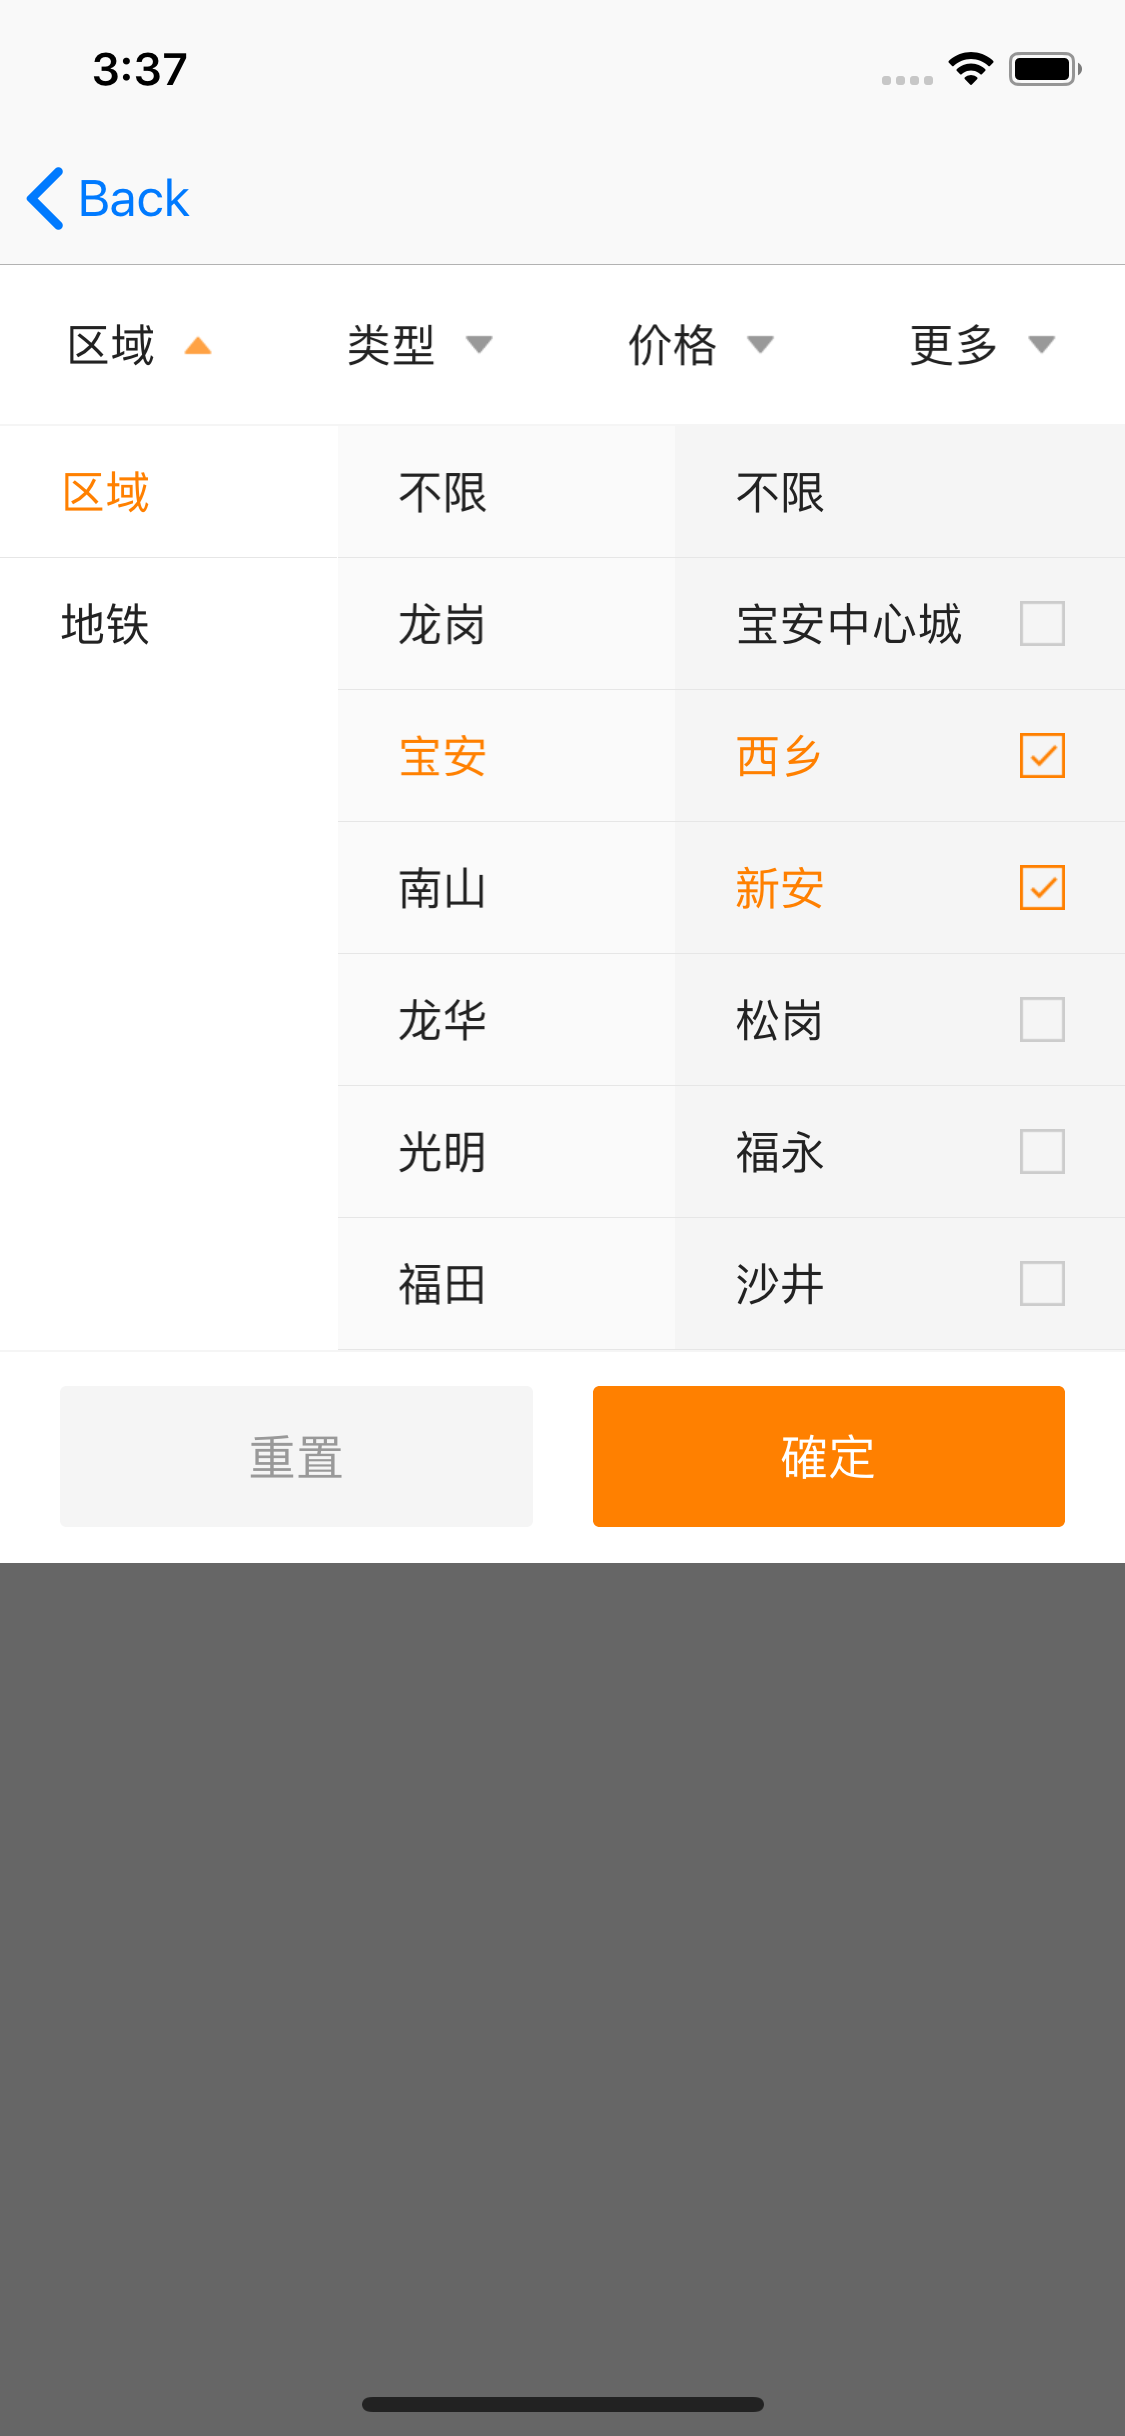 3:37
Back
区域 类型 价格 更多
区域 不限 不限
地铁 龙岗 宝安中心城
宝安 西乡
南山 新安
龙华 松岗
光明 福永
福田 沙井
重置 確定